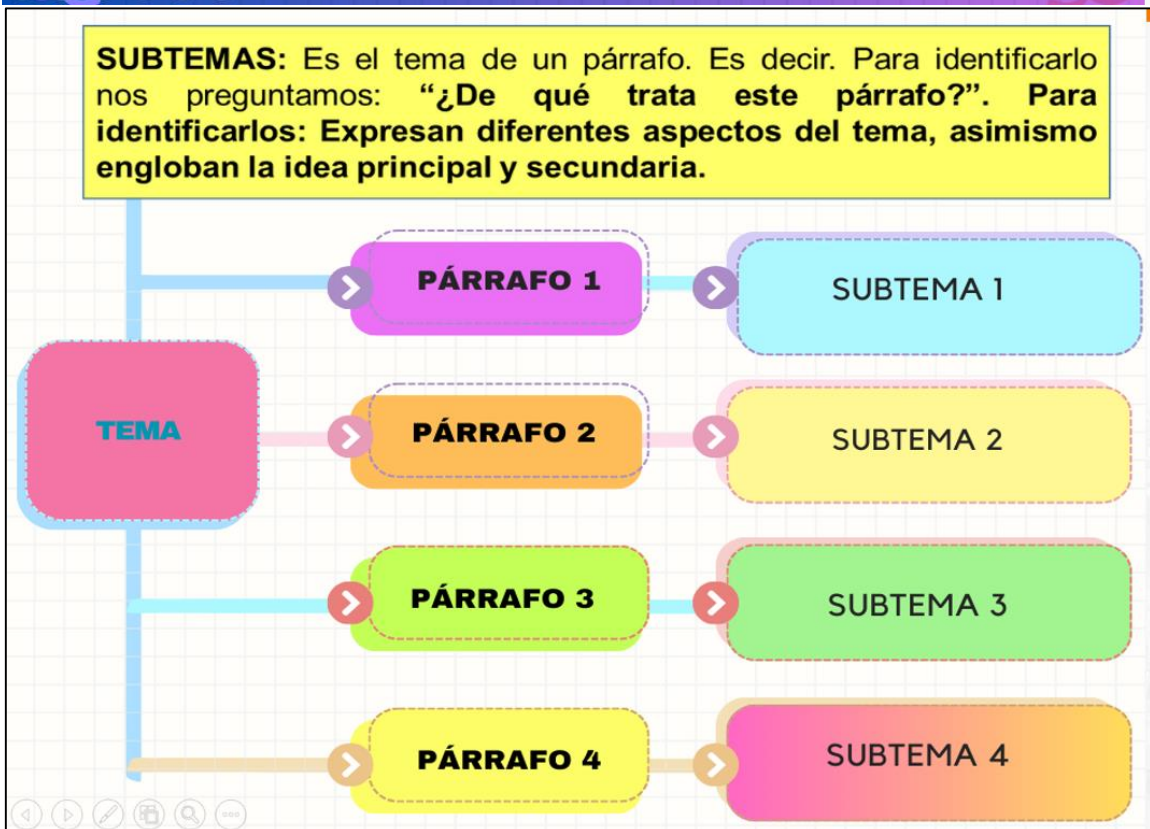 SUBTEMAS: Es el tema de un párrafo. Es decir. Para identificarlo
nos preguntamos: “¿De qué trata este párrafo?”. Para
identificarlos: Expresan diferentes aspectos del tema, asimismo
engloban la idea principal y secundaria.
PÁRRAFO 1
SUBTEMA 1
TEMA
PÁRRAFO 2
SUBTEMA 2
PÁRRAFO 3
SUBTEMA 3
PÁRRAFO 4
SUBTEMA 4